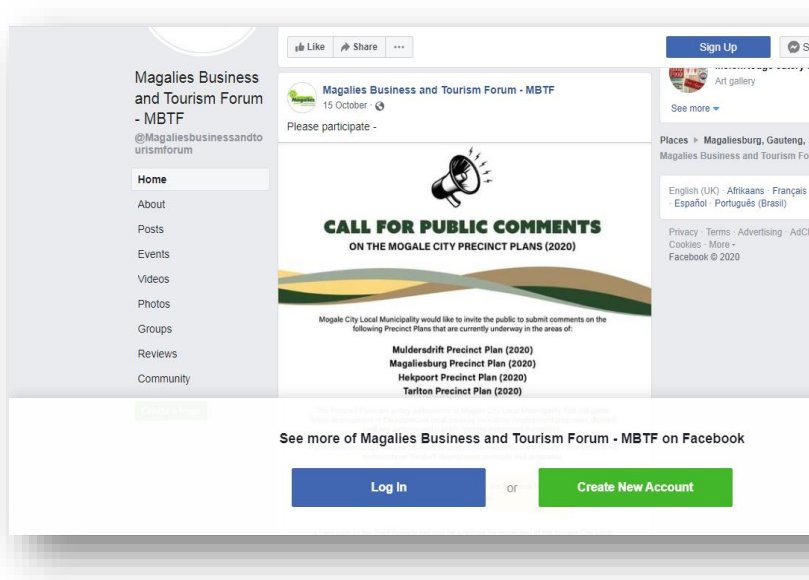 Magalies Business
and Tourism Forum
- MBTF
@Magaliesbusinessandto
urismforum
Home
About
Posts
Events
Videos
Photos
Groups
Reviews
Community
Like Share ...
Magalies Business and Tourism Forum - MBTF
15 October ·
Please participate -
CALL FOR PUBLIC COMMENTS
ON THE MOGALE CITY PRECINCT PLANS (2020)
Mogale City Local Municipality would like to invite the public to submit comments on the
following Precinct Plans that are currently underway in the areas of:
Muldersdrift Precinct Plan (2020)
Magaliesburg Precinct Plan (2020)
Hekpoort Precinct Plan (2020)
Tarlton Precinct Plan (2020)
Sign Up
Art gallery
See more
Places Magaliesburg, Gauteng,
Magalies Business and Tourism Fo
English (UK) · Afrikaans · Français
· Español · Português (Brasil)
Privacy · Terms · Advertising · AdCh
Cookies · More
Facebook © 2020
See more of Magalies Business and Tourism Forum - MBTF on Facebook
Log In or Create New Account